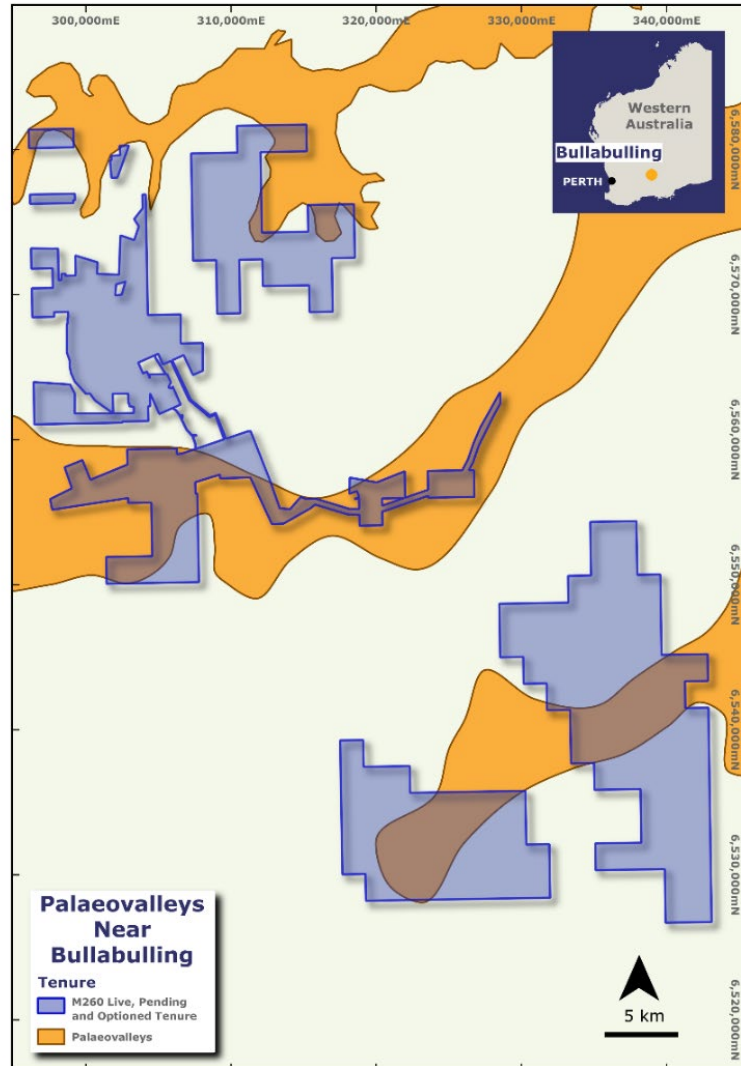 300,000mE
310,000mE
320,000mE
330,000mE
340,000mE
Western
Australia
Bullabulling
PERTH
6,580,000mN
6,570,000mN
6,560,000mN
6,550,000mN
6,540,000mN
6,530,000mN
6,520,000mN
Palaeovalleys
Near
Bullabulling
Tenure
M260 Live, Pending
and Optioned Tenure
Palaeovalleys
5 km